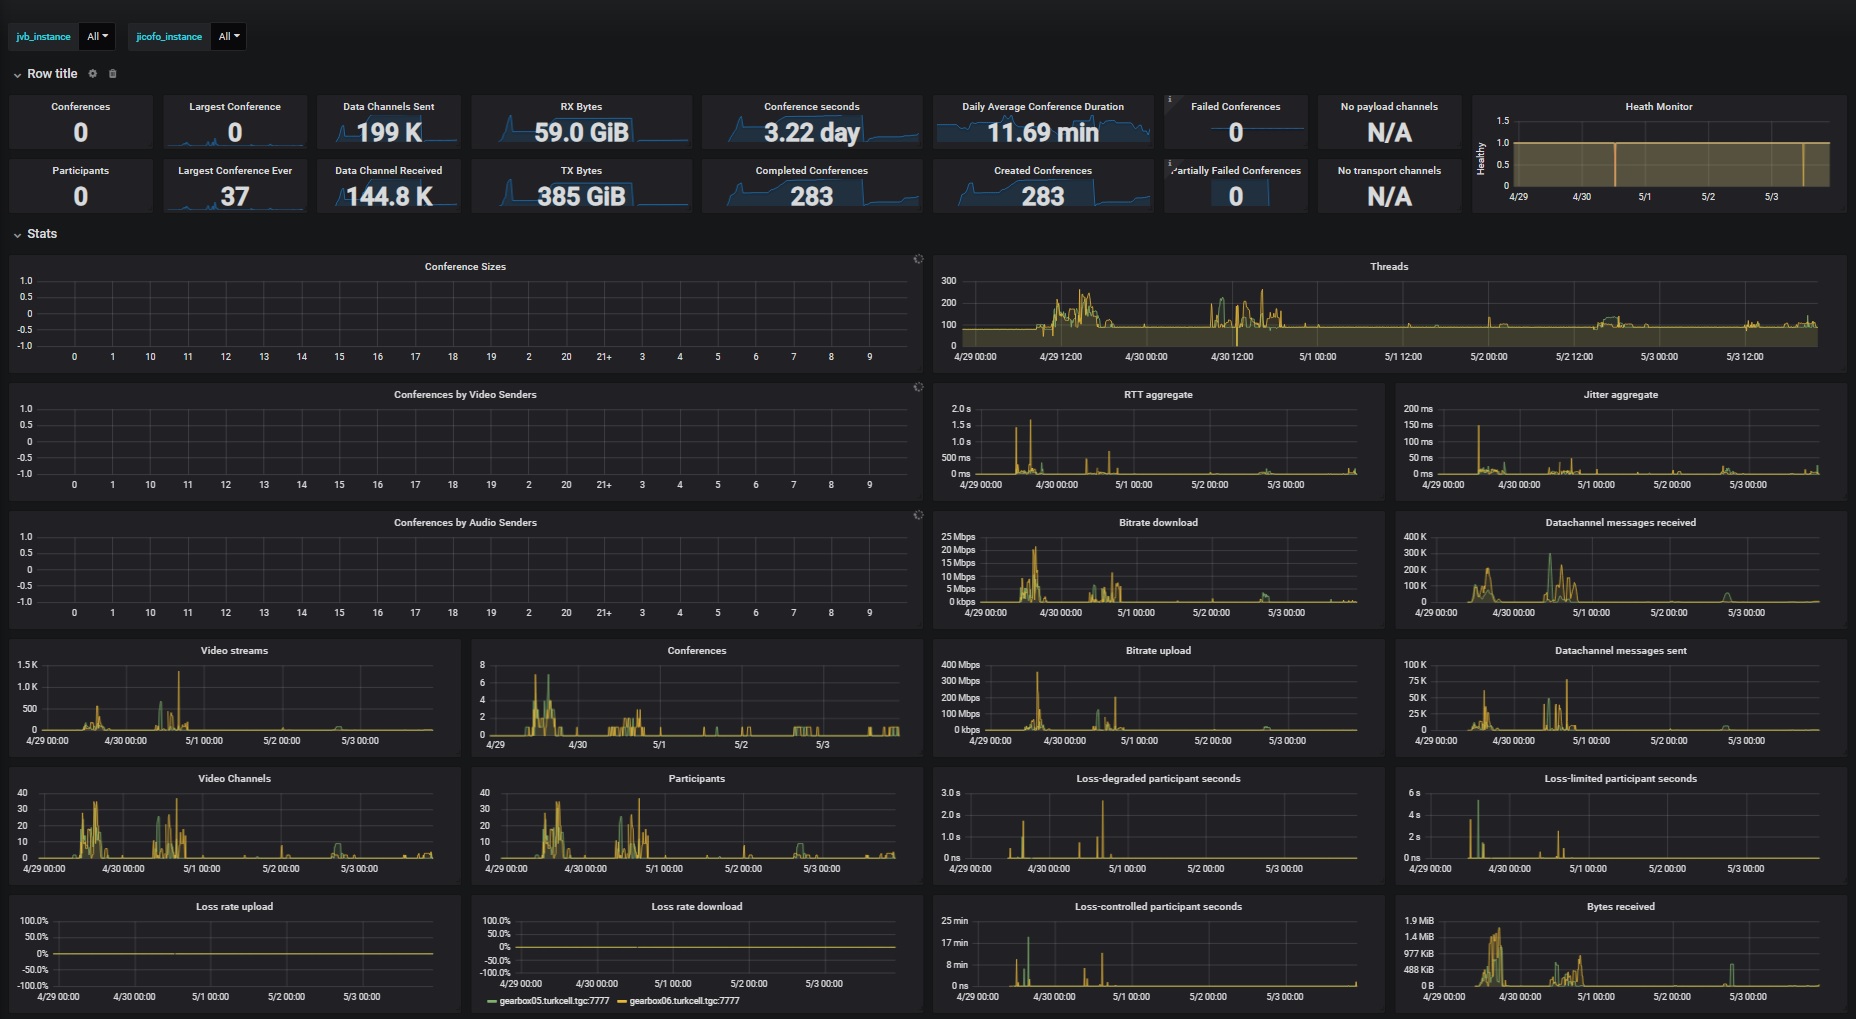 jvb_instance All jicofo_instance All
Row title
Conferences Largest Conference Data Channels Sent RX Bytes Conference seconds Daily Average Conference Duration Failed Conferences No payload channels Heath Monitor
0 0 199 K 59.0 GiB 3.22 day 11.69 min 0 N/A
Participants Largest Conference Ever Data Channel Received TX Bytes Completed Conferences Created Conferences Partially Failed Conferences No transport channels
0 37 144.8 K 385 GiB 283 283 0 N/A
Healthy
1.5
1.0
0.5
0
4/29 4/30 5/1 5/2 5/3
Stats
Conference Sizes
1.0
0.5
0
-0.5
-1.0
0 1 10 11 12 13 14 15 16 17 18 19 2 20 21+ 3 4 5 6 7 8 9
Threads
300
200
100
0
4/29 00:00 4/29 12:00 4/30 00:00 4/30 12:00 5/1 00:00 5/1 12:00 5/2 00:00 5/2 12:00 5/3 00:00 5/3 12:00
Conferences by Video Senders
1.0
0.5
0
-0.5
-1.0
0 1 10 11 12 13 14 15 16 17 18 19 2 20 21+ 3 4 5 6 7 8 9
RTT aggregate
2.0 s
1.5 s
1.0 s
500 ms
0 ms
4/29 00:00 4/30 00:00 5/1 00:00 5/2 00:00 5/3 00:00
Jitter aggregate
200 ms
150 ms
100 ms
50 ms
0 ms
4/29 00:00 4/30 00:00 5/1 00:00 5/2 00:00 5/3 00:00
Conferences by Audio Senders
1.0
0.5
0
-0.5
-1.0
0 1 10 11 12 13 14 15 16 17 18 19 2 20 21+ 3 4 5 6 7 8 9
Bitrate download
25 Mbps
20 Mbps
15 Mbps
10 Mbps
5 Mbps
0 kbps
4/29 00:00 4/30 00:00 5/1 00:00 5/2 00:00 5/3 00:00
Datachannel messages received
400 K
300 K
200 K
100 K
0
4/29 00:00 4/30 00:00 5/1 00:00 5/2 00:00 5/3 00:00
Video streams
1.5 K
1.0 K
500
0
4/29 00:00 4/30 00:00 5/1 00:00 5/2 00:00 5/3 00:00
Conferences
8
6
4
2
0
4/29 4/30 5/1 5/2 5/3
Bitrate upload
400 Mbps
300 Mbps
200 Mbps
100 Mbps
0 kbps
4/29 00:00 4/30 00:00 5/1 00:00 5/2 00:00 5/3 00:00
Datachannel messages sent
100 K
75 K
50 K
25 K
0
4/29 00:00 4/30 00:00 5/1 00:00 5/2 00:00 5/3 00:00
Video Channels
40
30
20
10
0
4/29 00:00 4/30 00:00 5/1 00:00 5/2 00:00 5/3 00:00
Participants
40
30
20
10
0
4/29 00:00 4/30 00:00 5/1 00:00 5/2 00:00 5/3 00:00
Loss-degraded participant seconds
3.0 s
2.0 s
1.0 s
0 ns
4/29 00:00 4/30 00:00 5/1 00:00 5/2 00:00 5/3 00:00
Loss-limited participant seconds
6 s
4 s
2 s
0 ns
4/29 00:00 4/30 00:00 5/1 00:00 5/2 00:00 5/3 00:00
Loss rate upload
100.0%
50.0%
0%
-50.0%
-100.0%
4/29 00:00 4/30 00:00 5/1 00:00 5/2 00:00 5/3 00:00
Loss rate download
100.0%
50.0%
0%
-50.0%
-100.0%
4/29 00:00 4/30 00:00 5/1 00:00 5/2 00:00 5/3 00:00
gearbox05.turkcell.tgc:7777 gearbox06.turkcell.tgc:7777
Loss-controlled participant seconds
25 min
17 min
8 min
0 ns
4/29 00:00 4/30 00:00 5/1 00:00 5/2 00:00 5/3 00:00
Bytes received
1.9 MiB
1.4 MiB
977 KiB
488 KiB
0 B
4/29 00:00 4/30 00:00 5/1 00:00 5/2 00:00 5/3 00:00